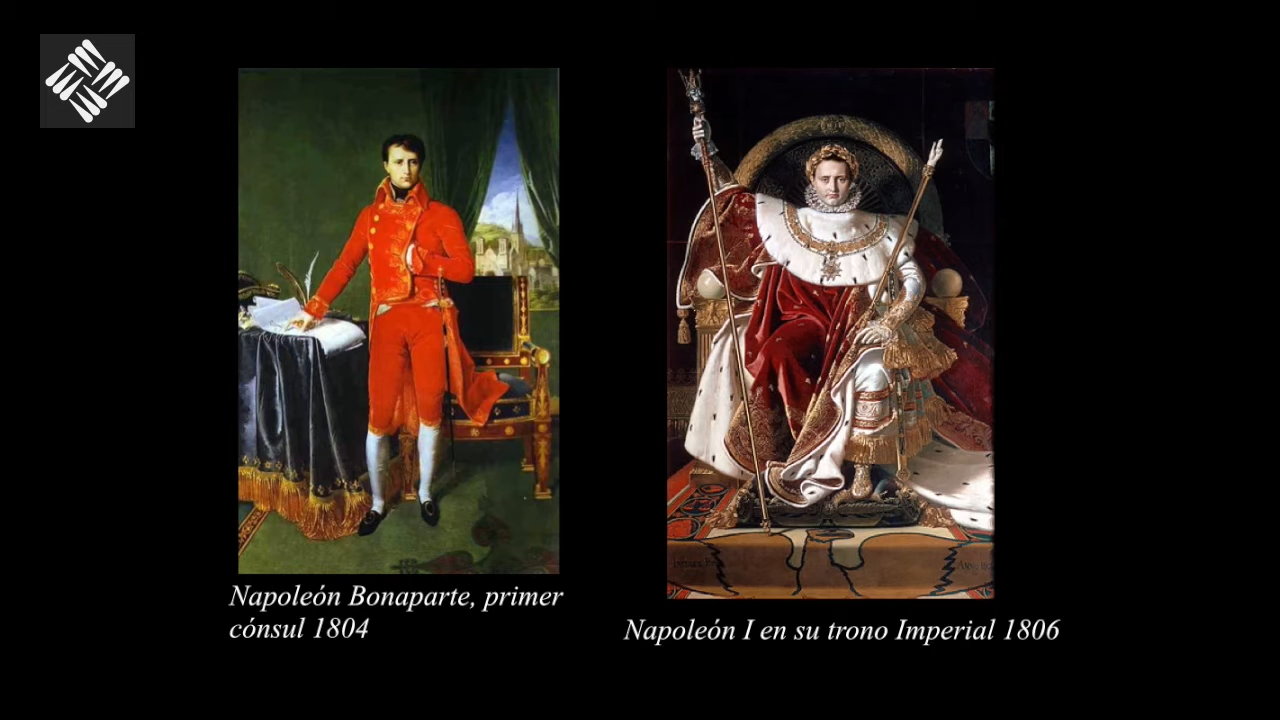 Napoleón Bonaparte, primer
cónsul 1804
Napoleón I en su trono Imperial 1806